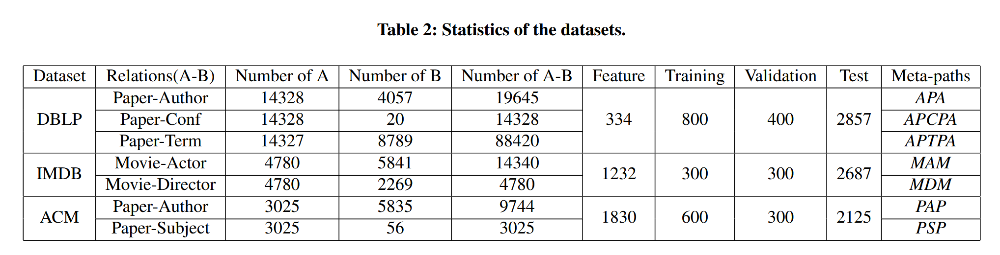 Table 2: Statistics of the datasets.
Dataset Relations(A-B) Number of A Number of B Number of A-B Feature Training Validation Test Meta-paths
DBLP Paper-Author 14328 4057 19645 334 800 400 2857 APA
Paper-Conf 14328 20 14328 APCPA
Paper-Term 14327 8789 88420 APTPA
IMDB Movie-Actor 4780 5841 14340 1232 300 300 2687 MAM
Movie-Director 4780 2269 4780 MDM
ACM Paper-Author 3025 5835 9744 1830 600 300 2125 PAP
Paper-Subject 3025 56 3025 PSP